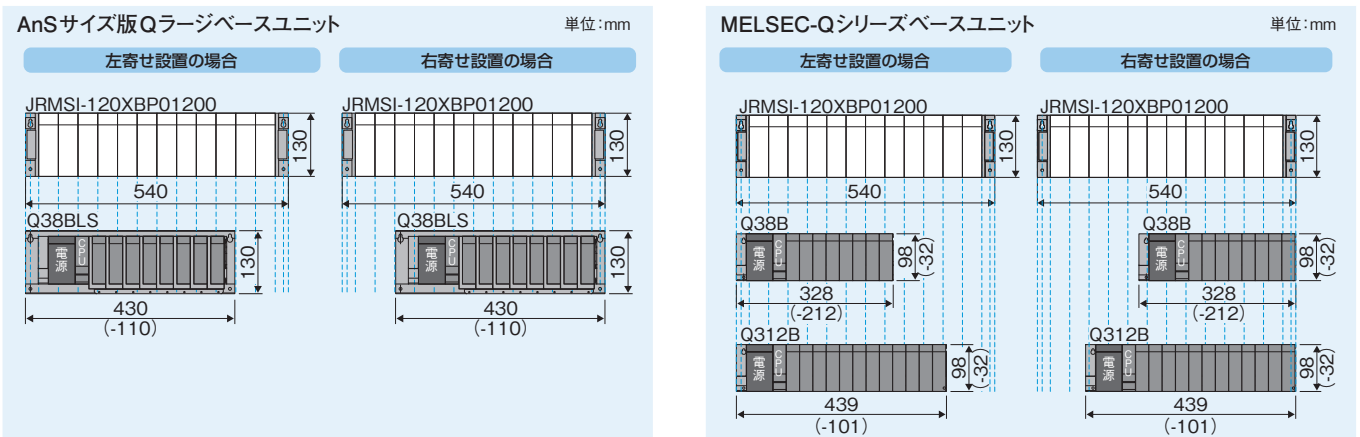 AnSサイズ版Qラージベースユニット
単位:mm
左寄せ設置の場合
右寄せ設置の場合
JRMSI-120XBP01200
JRMSI-120XBP01200
130
130
540
540
Q38BLS
Q38BLS
電源
CPU
130
電源
CPU
130
430
(-110)
430
(-110)
MELSEC-Qシリーズベースユニット
単位:mm
左寄せ設置の場合
右寄せ設置の場合
JRMSI-120XBP01200
JRMSI-120XBP01200
130
130
540
540
Q38B
Q38B
電源
CPU
98
(-32)
電源
CPU
98
(-32)
328
(-212)
328
(-212)
Q312B
Q312B
電源
CPU
98
(-32)
電源
CPU
98
(-32)
439
(-101)
439
(-101)